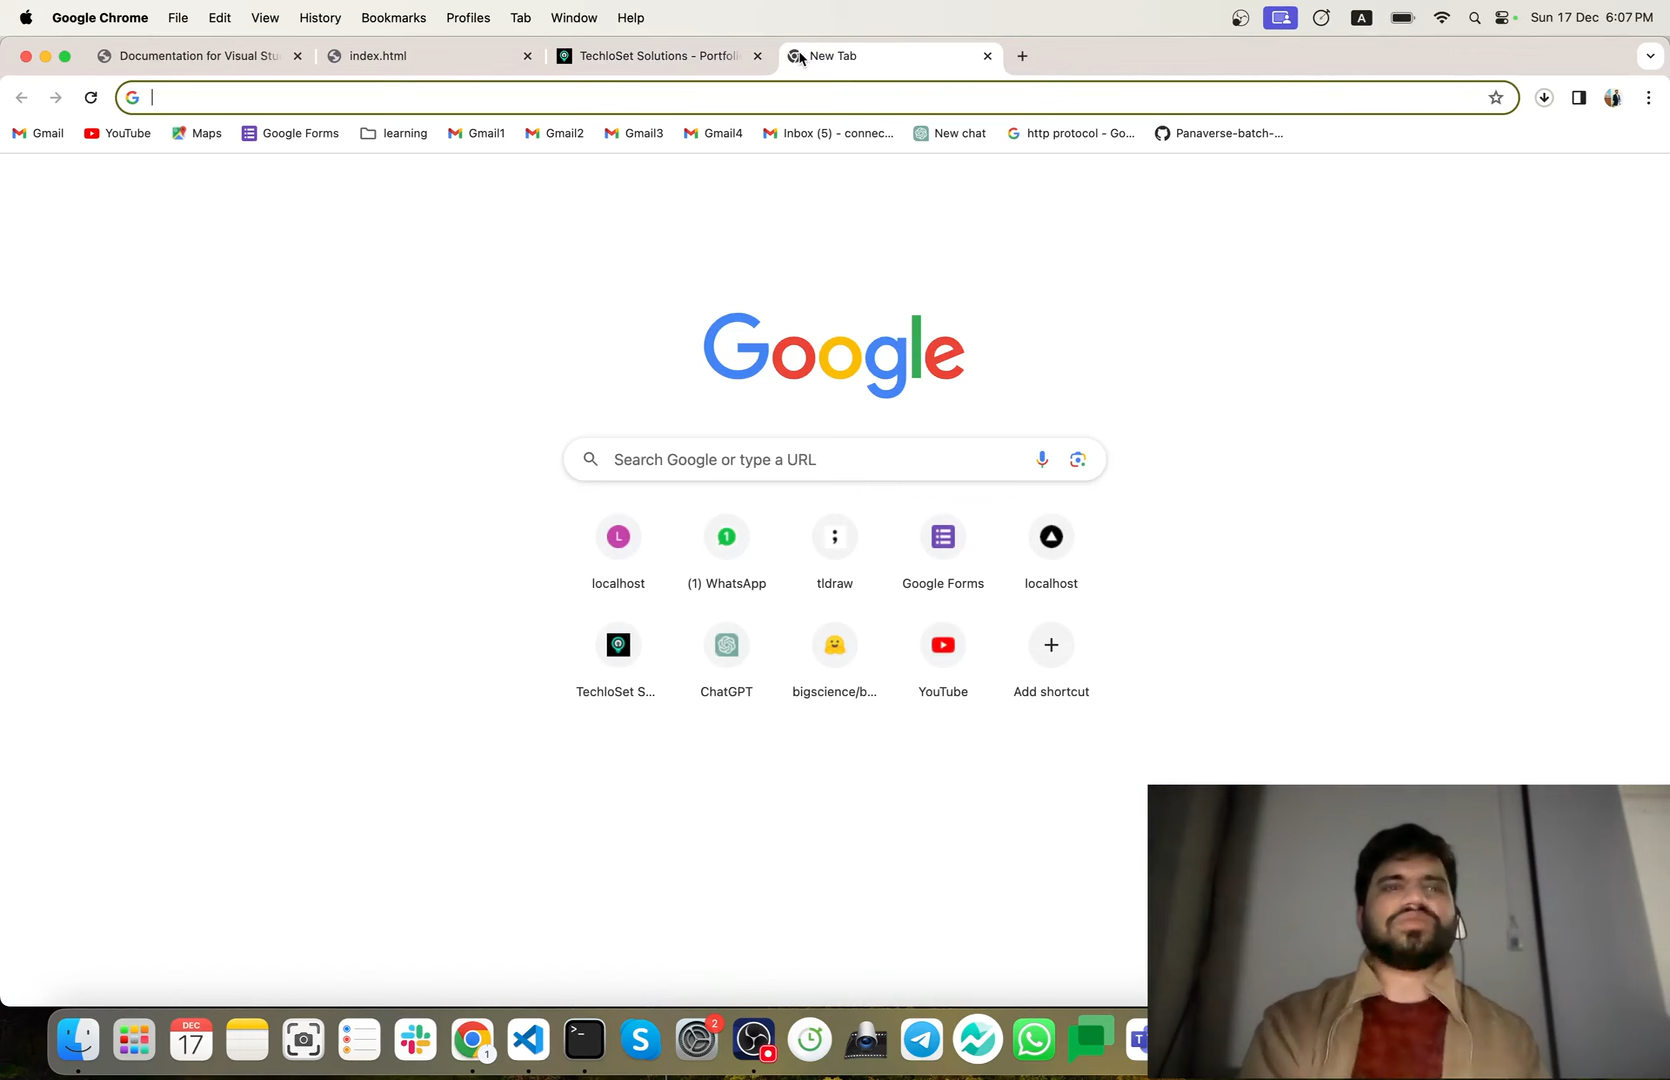 Google Chrome File Edit View History Bookmarks Profiles Tab Window Help A Sun 17 Dec 6:07 PM
Documentation for Visual Stu index.html TechloSet Solutions - Portfoli New Tab
Gmail YouTube Maps Google Forms learning Gmail1 Gmail2 Gmail3 Gmail4 Inbox (5) - connec... New chat http protocol - Go... Panaverse-batch-...
Google
Search Google or type a URL
L 1 ;
localhost (1) WhatsApp tldraw Google Forms localhost
TechloSet S... ChatGPT bigscience/b... YouTube Add shortcut
DEC 2
17 1